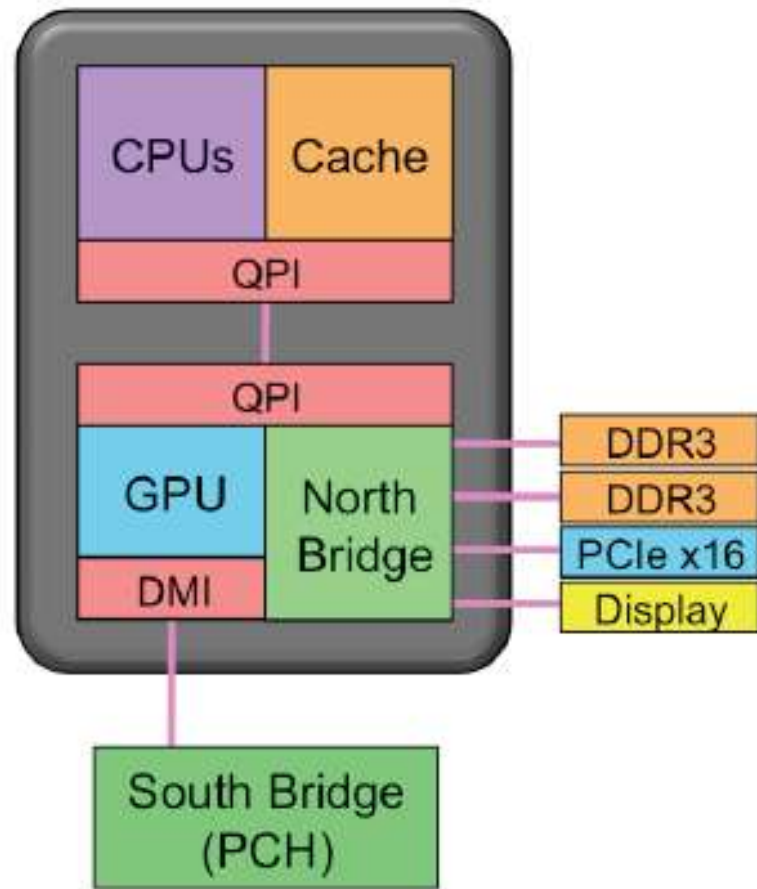 CPUs
Cache
QPI
QPI
GPU
North
Bridge
DMI
DDR3
DDR3
PCIe x16
Display
South Bridge
(PCH)